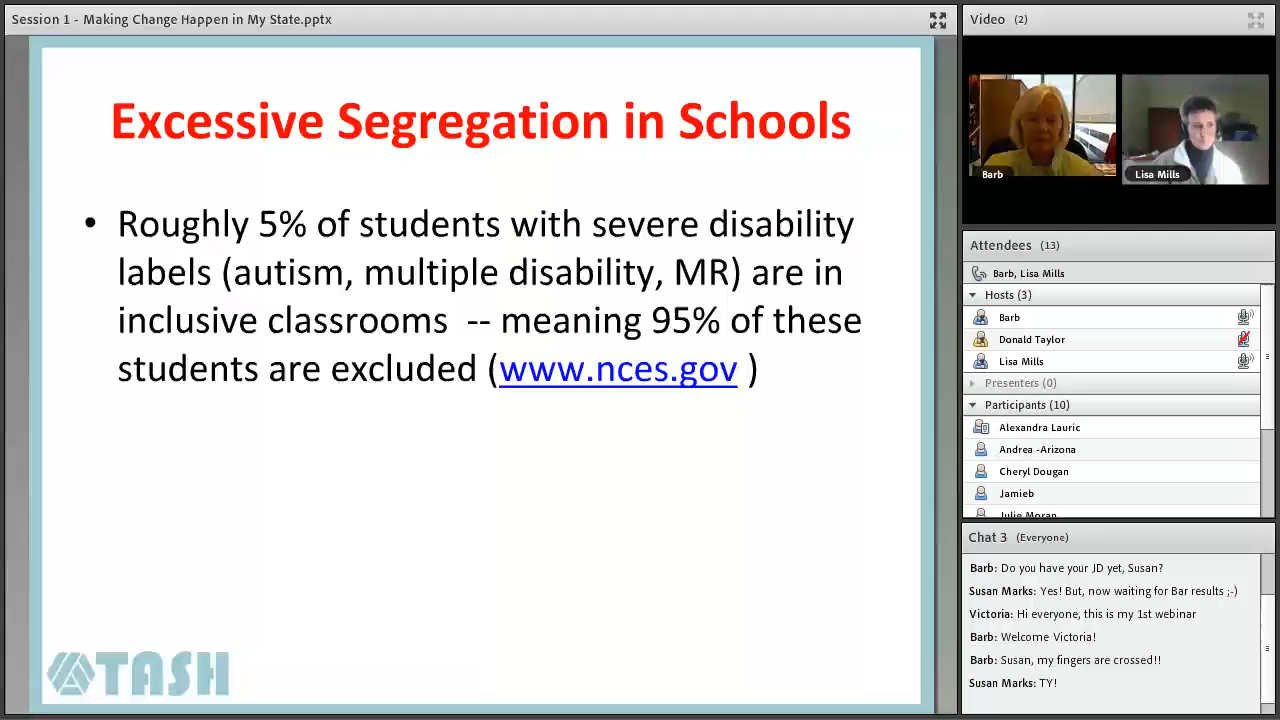 Session 1 - Making Change Happen in My State.pptx
Excessive Segregation in Schools
• Roughly 5% of students with severe disability
labels (autism, multiple disability, MR) are in
inclusive classrooms -- meaning 95% of these
students are excluded (www.nces.gov )
TASH
Video (2)
Barb
Lisa Mills
Attendees (13)
Barb, Lisa Mills
Hosts (3)
Barb
Donald Taylor
Lisa Mills
Presenters (0)
Participants (10)
Alexandra Lauric
Andrea -Arizona
Cheryl Dougan
Jamieb
Julie Moran
Chat 3 (Everyone)
Barb: Do you have your JD yet, Susan?
Susan Marks: Yes! But, now waiting for Bar results ;-)
Victoria: Hi everyone, this is my 1st webinar
Barb: Welcome Victoria!
Barb: Susan, my fingers are crossed!!
Susan Marks: TY!